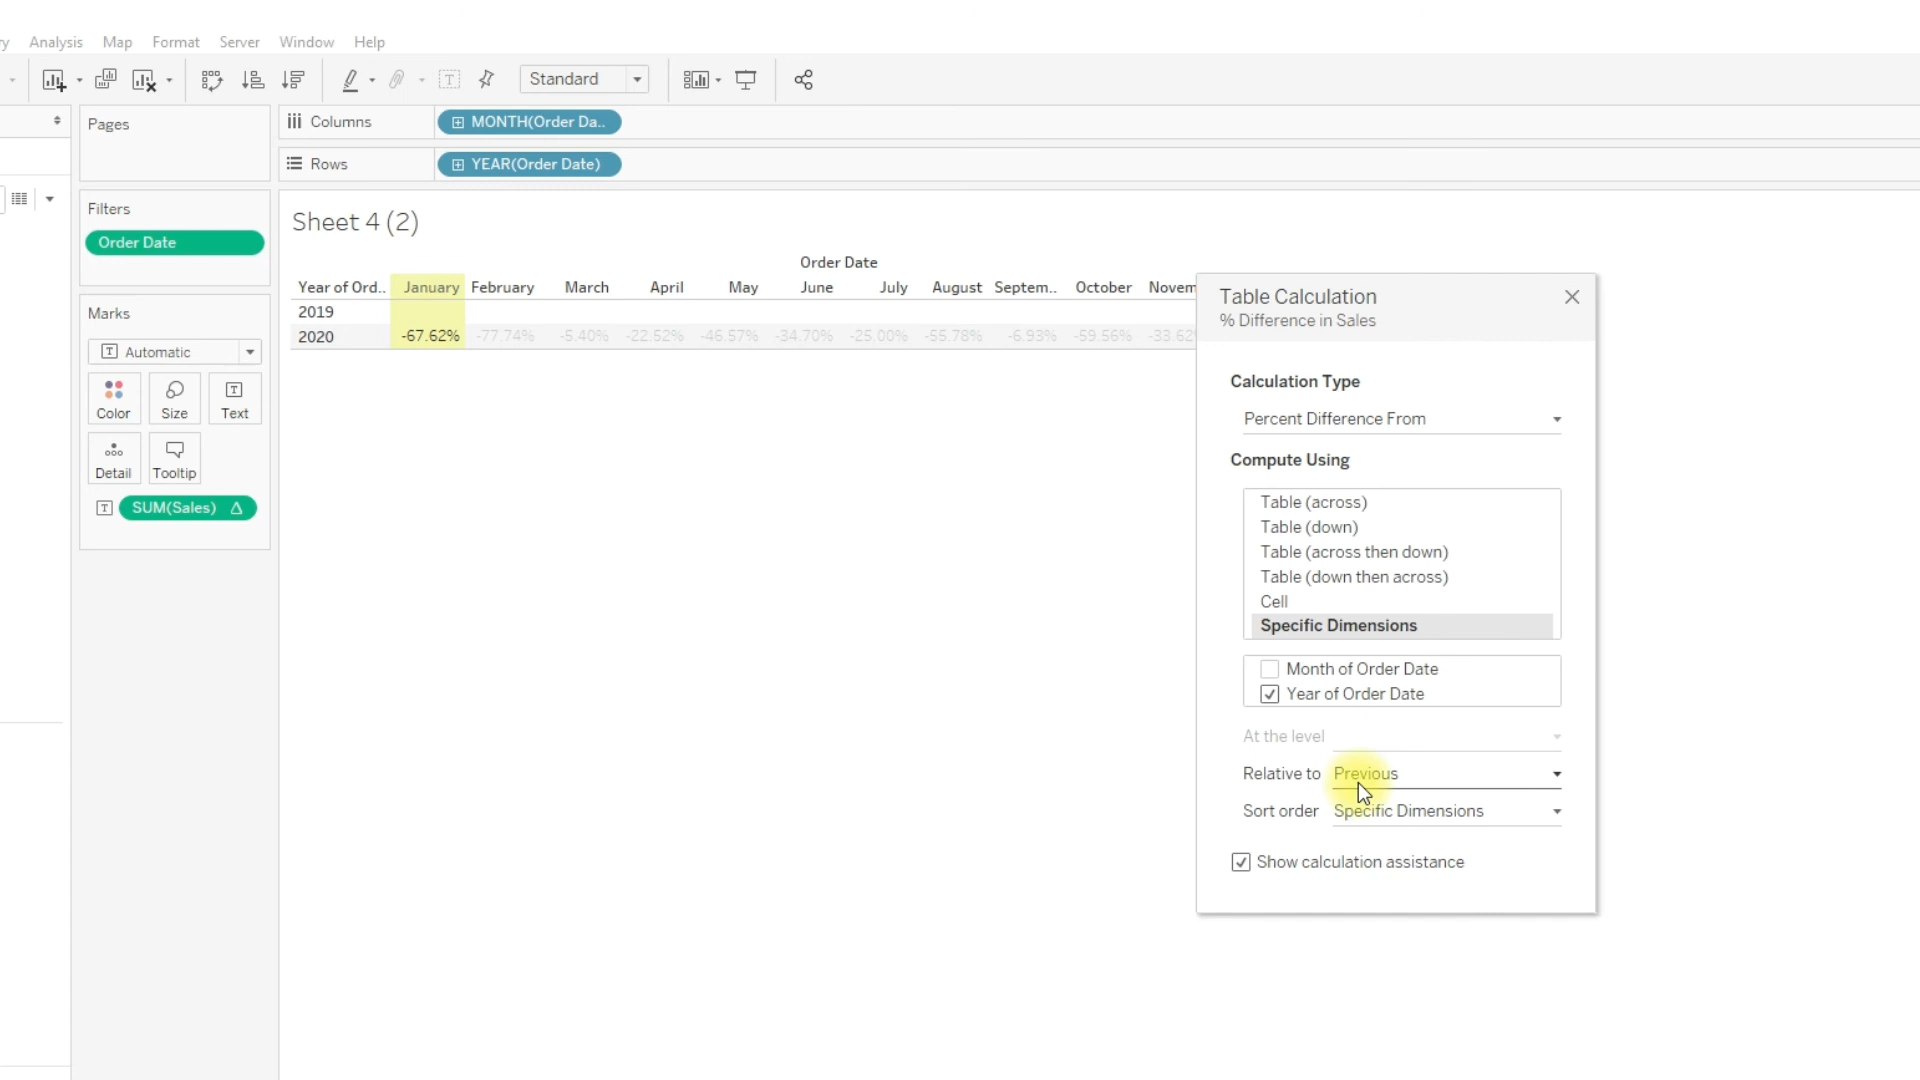 ry Analysis Map Format Server Window Help
Standard
Pages
Columns MONTH(Order Da..
Rows YEAR(Order Date)
Filters
Order Date
Sheet 4 (2)
Order Date
Year of Ord.. January February March April May June July August Septem.. October Novem
2019
2020 -67.62% -77.74% -5.40% -22.52% -46.57% -34.70% -25.00% -55.78% -6.93% -59.56% -33.62
Marks
Automatic
Color Size Text
Detail Tooltip
SUM(Sales)
Table Calculation
% Difference in Sales
Calculation Type
Percent Difference From
Compute Using
Table (across)
Table (down)
Table (across then down)
Table (down then across)
Cell
Specific Dimensions
Month of Order Date
Year of Order Date
At the level
Relative to Previous
Sort order Specific Dimensions
Show calculation assistance